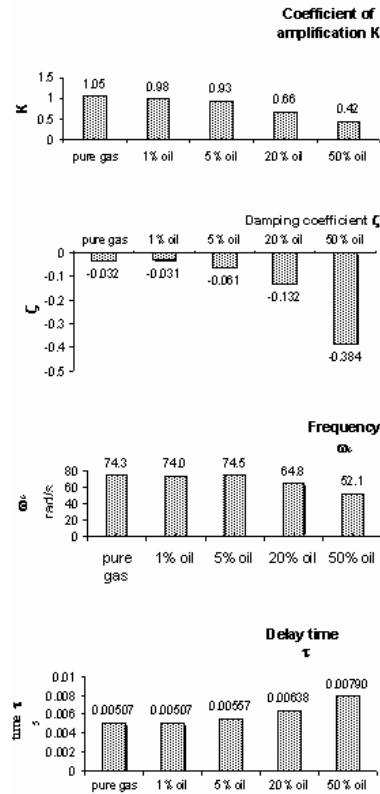 Coefficient of
amplification K
1.5
1
0.5
0
K
1.05 0.98 0.93 0.66 0.42
pure gas 1% oil 5% oil 20% oil 50% oil
Damping coefficient ζ
pure gas 1% oil 5% oil 20% oil 50% oil
0
-0.1
-0.2
-0.3
-0.4
-0.5
ζ
-0.032 -0.031 -0.061 -0.132 -0.384
Frequency
80
60
40
20
0
rad/s
74.3 74.0 74.5 64.8 52.1
pure gas 1% oil 5% oil 20% oil 50% oil
Delay time
τ
0.01
0.008
0.006
0.004
0.002
0
time τ
s
0.00507 0.00507 0.00557 0.00638 0.00790
pure gas 1% oil 5% oil 20% oil 50% oil